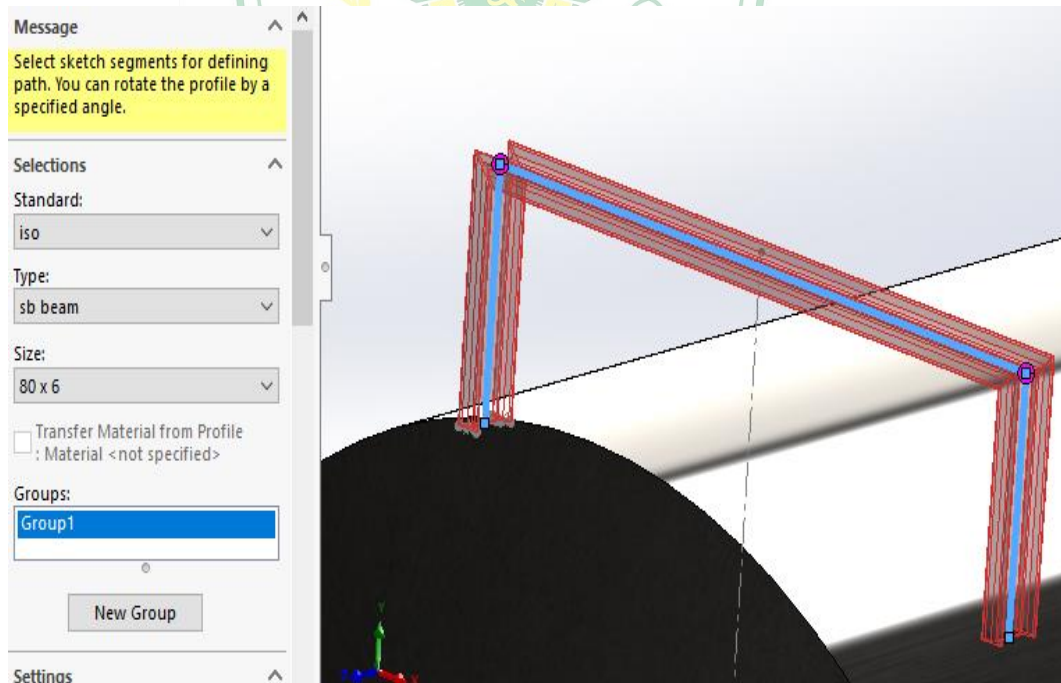 Message
Select sketch segments for defining
path. You can rotate the profile by a
specified angle.
Selections
Standard:
iso
Type:
sb beam
Size:
80 x 6
Transfer Material from Profile
: Material <not specified>
Groups:
Group1
New Group
Settings
Y
X